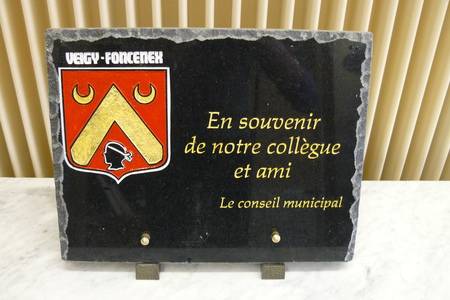 VEIGY-FONCENEX
En souvenir
de notre collègue
et ami
Le conseil municipal